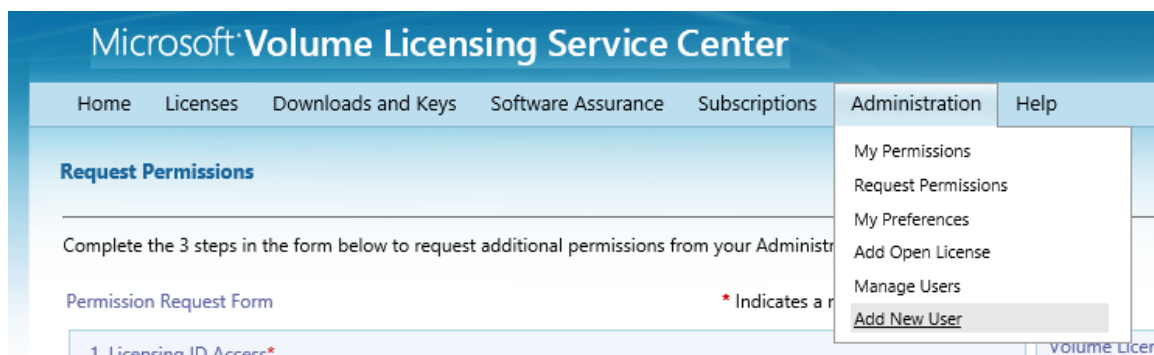 Microsoft Volume Licensing Service Center
Home Licenses Downloads and Keys Software Assurance Subscriptions Administration Help
My Permissions
Request Permissions
My Preferences
Add Open License
Manage Users
Add New User
Request Permissions
Complete the 3 steps in the form below to request additional permissions from your Administr
Permission Request Form * Indicates a r
1. Licensing ID Access*
Volume Licen